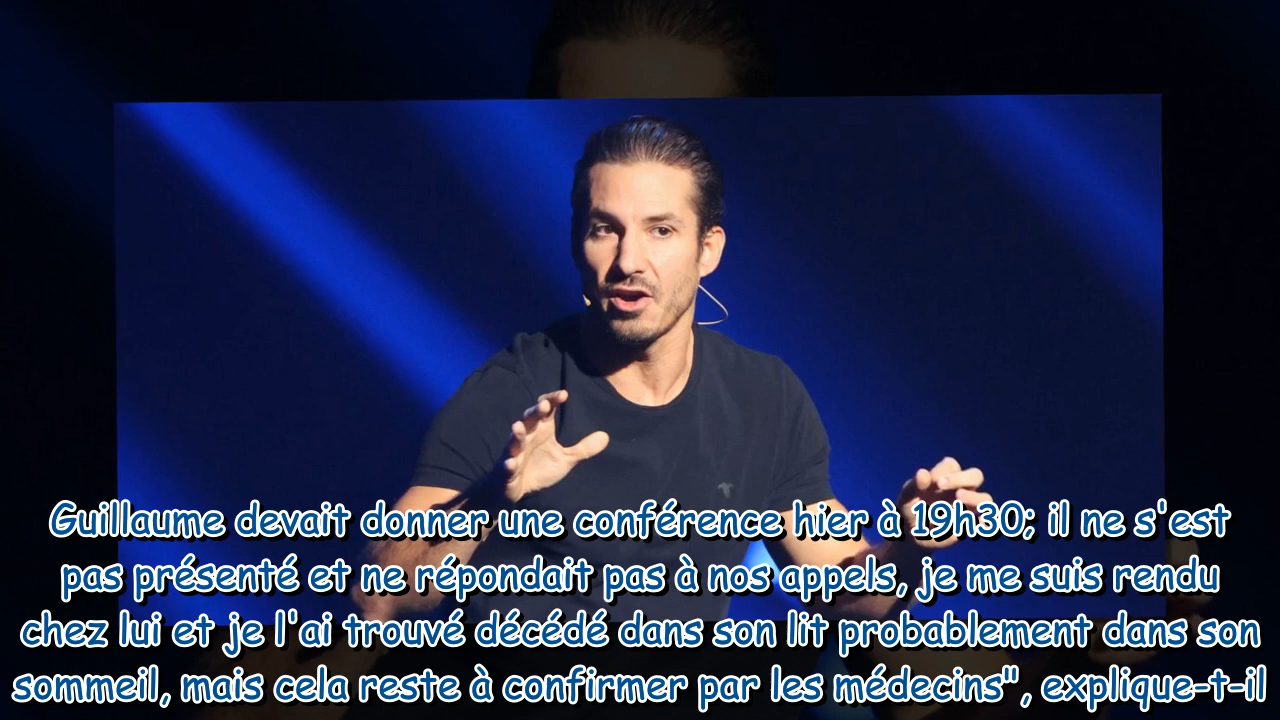 Guillaume devait donner une conférence hier à 19h30; il ne s'est
pas présenté et ne répondait pas à nos appels, je me suis rendu
chez lui et je l'ai trouvé décédé dans son lit probablement dans son
sommeil, mais cela reste à confirmer par les médecins", explique-t-il